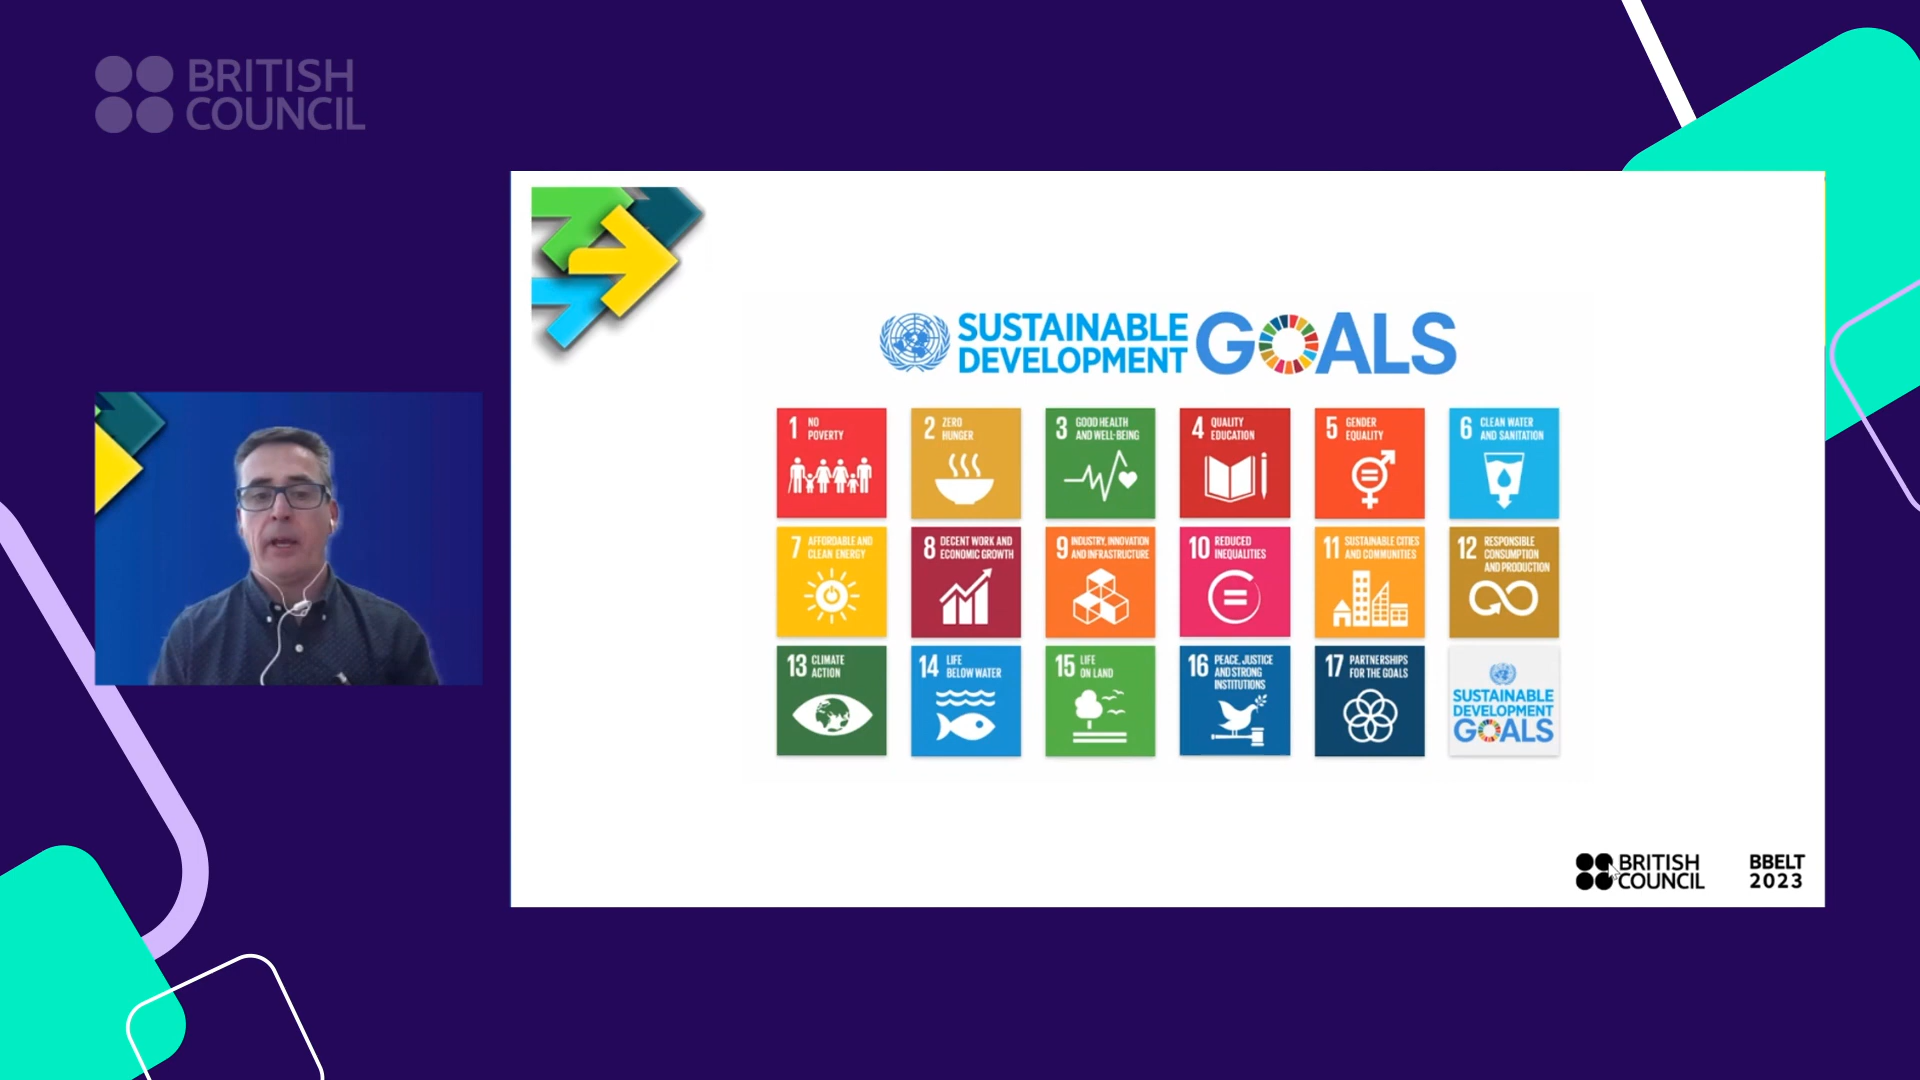 BRITISH
COUNCIL
SUSTAINABLE
DEVELOPMENT
GOALS
1 NO
POVERTY
2 ZERO
HUNGER
3 GOOD HEALTH
AND WELL-BEING
4 QUALITY
EDUCATION
5 GENDER
EQUALITY
6 CLEAN WATER
AND SANITATION
7 AFFORDABLE AND
CLEAN ENERGY
8 DECENT WORK AND
ECONOMIC GROWTH
9 INDUSTRY, INNOVATION
AND INFRASTRUCTURE
10 REDUCED
INEQUALITIES
11 SUSTAINABLE CITIES
AND COMMUNITIES
12 RESPONSIBLE
CONSUMPTION
AND PRODUCTION
13 CLIMATE
ACTION
14 LIFE
BELOW WATER
15 LIFE
ON LAND
16 PEACE, JUSTICE
AND STRONG
INSTITUTIONS
17 PARTNERSHIPS
FOR THE GOALS
SUSTAINABLE
DEVELOPMENT
GOALS
BRITISH
COUNCIL
BBELT
2023